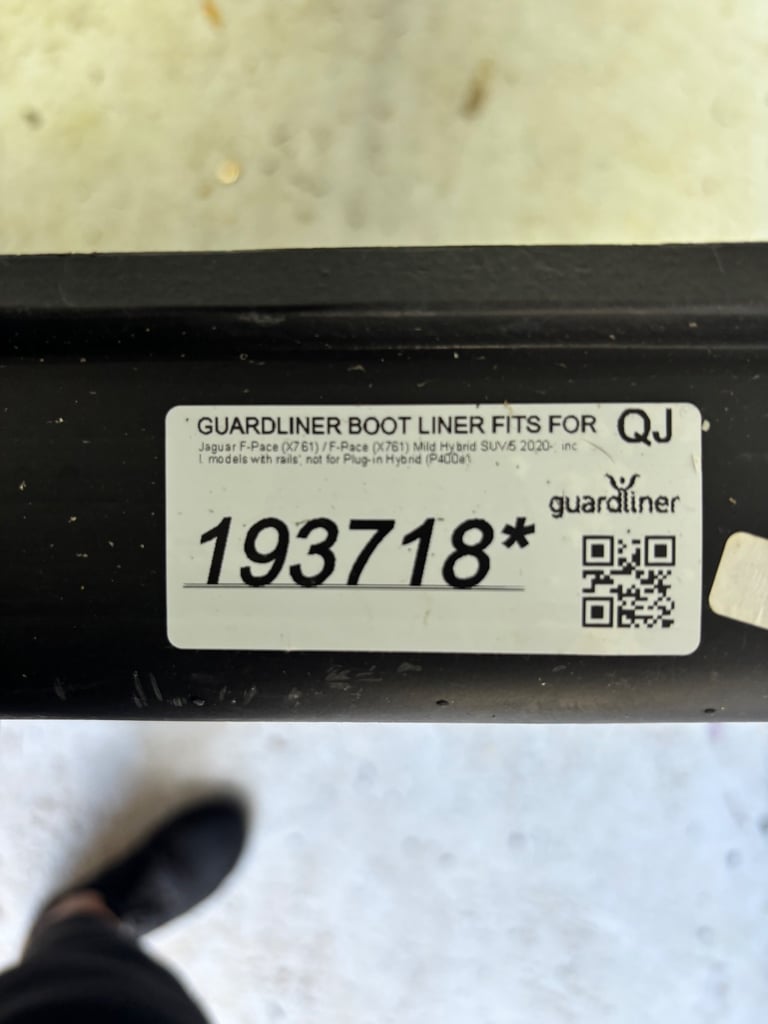 GUARDLINER BOOT LINER FITS FOR QJ
Jaguar F-Pace (X761) / F-Pace (X761) Mild Hybrid SUV/5 2020-, inc
l. models with rails; not for Plug-in Hybrid (P400e)
guardliner
193718*